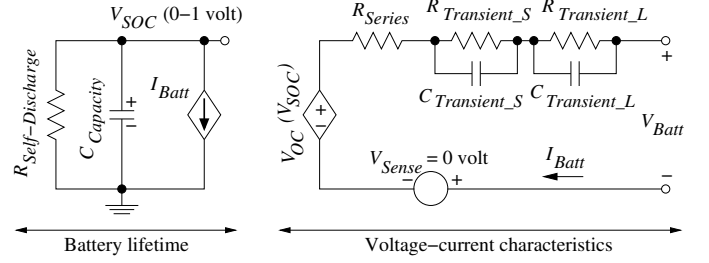 V_SOC (0−1 volt)
R_Self−Discharge
C_Capacity
+
−
I_Batt
Battery lifetime
R_Series
R_Transient_S
R_Transient_L
C_Transient_S
C_Transient_L
+
V_OC (V_SOC)
+
−
V_Batt
V_Sense = 0 volt
−
+
I_Batt
−
Voltage−current characteristics